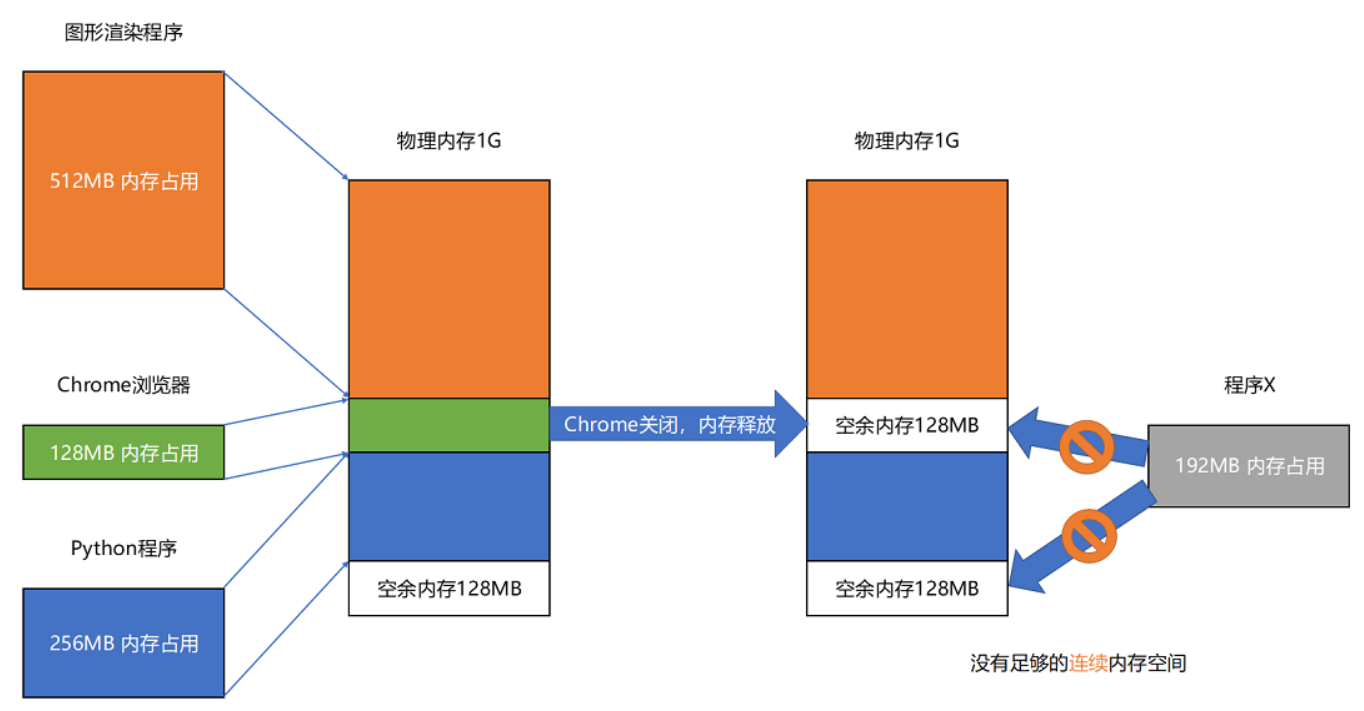 图形渲染程序
512MB 内存占用
Chrome浏览器
128MB 内存占用
Python程序
256MB 内存占用
物理内存1G
空余内存128MB
Chrome关闭，内存释放
物理内存1G
空余内存128MB
空余内存128MB
程序X
192MB 内存占用
没有足够的连续内存空间